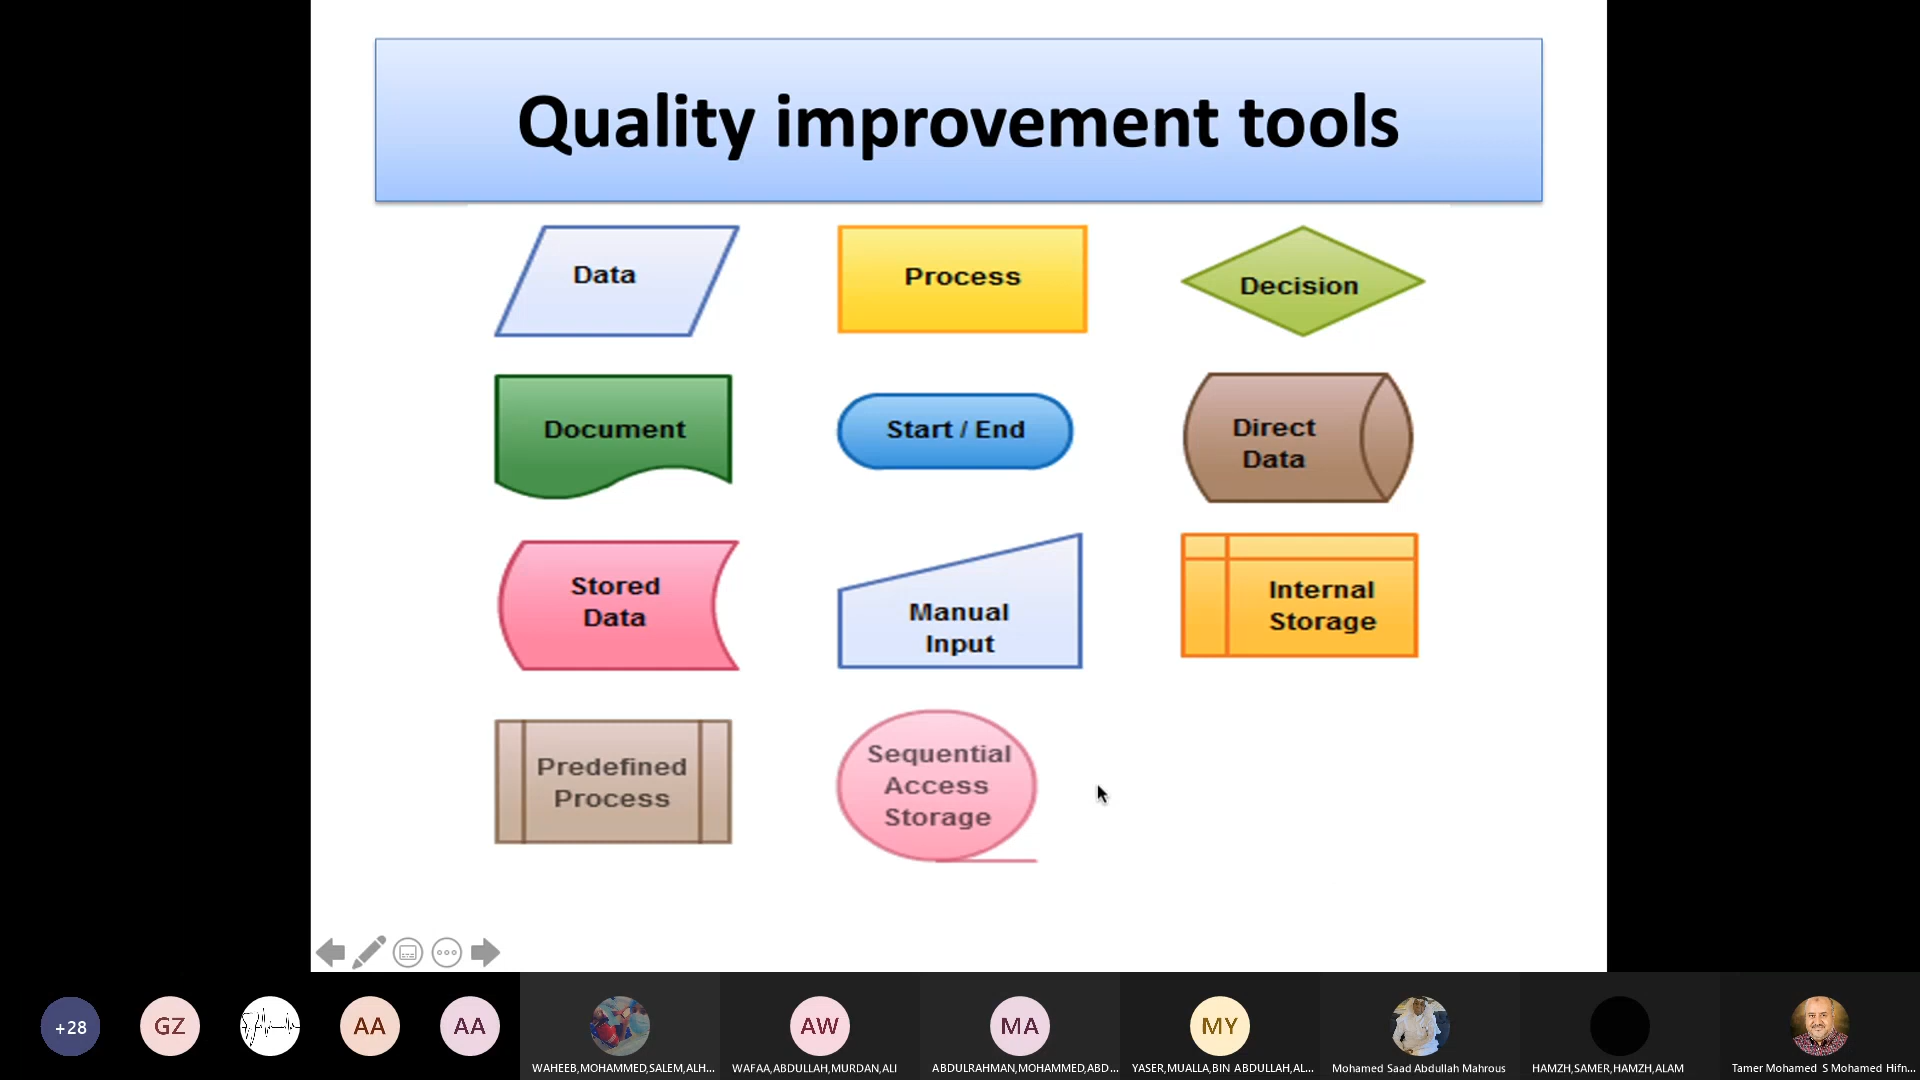 Quality improvement tools
Data
Process
Decision
Document
Start / End
Direct
Data
Stored
Data
Manual
Input
Internal
Storage
Predefined
Process
Sequential
Access
Storage
+28
GZ
AA
AA
AW
MA
MY
WAHEEB,MOHAMMED,SALEM,ALH...
WAFAA,ABDULLAH,MURDAN,ALI
ABDULRAHMAN,MOHAMMED,ABD...
YASER,MUALLA,BIN ABDULLAH,AL...
Mohamed Saad Abdullah Mahrous
HAMZH,SAMER,HAMZH,ALAM
Tamer Mohamed S Mohamed Hifn...